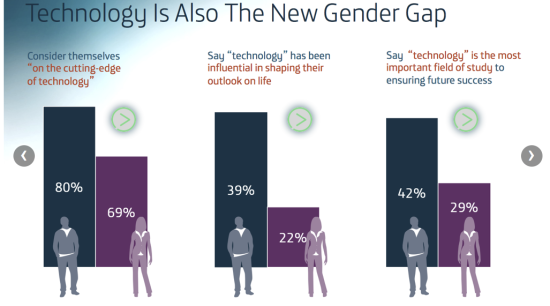 Technology Is Also The New Gender Gap
Consider themselves
“on the cutting-edge
of technology”
80%
69%
Say “technology” has been
influential in shaping their
outlook on life
39%
22%
Say “technology” is the most
important field of study to
ensuring future success
42%
29%